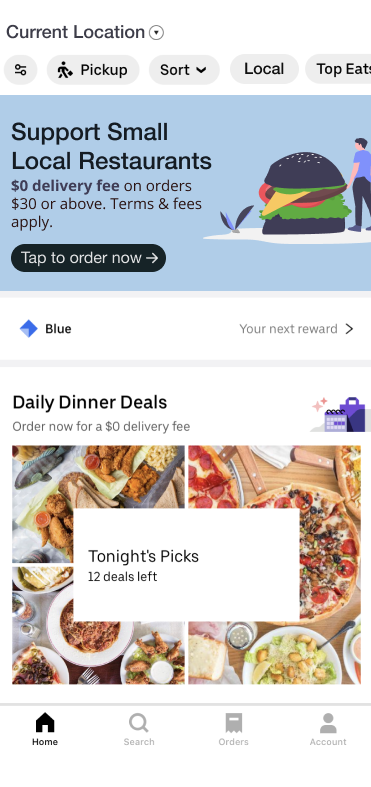 Current Location
Pickup
Sort
Local
Top Eats
Support Small
Local Restaurants
$0 delivery fee on orders
$30 or above. Terms & fees
apply.
Tap to order now
Blue
Your next reward
Daily Dinner Deals
Order now for a $0 delivery fee
Tonight's Picks
12 deals left
Home
Search
Orders
Account